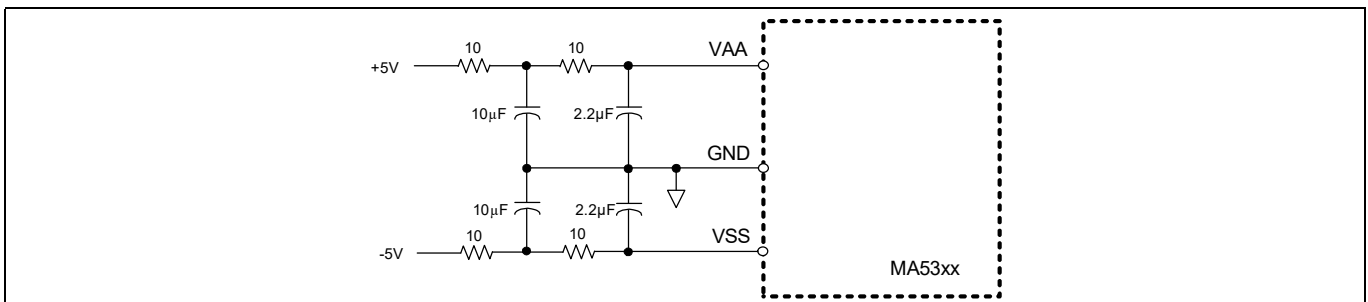 10 10 VAA
+5V
10μF 2.2μF
GND
10μF 2.2μF
10 10 VSS
-5V
MA53xx